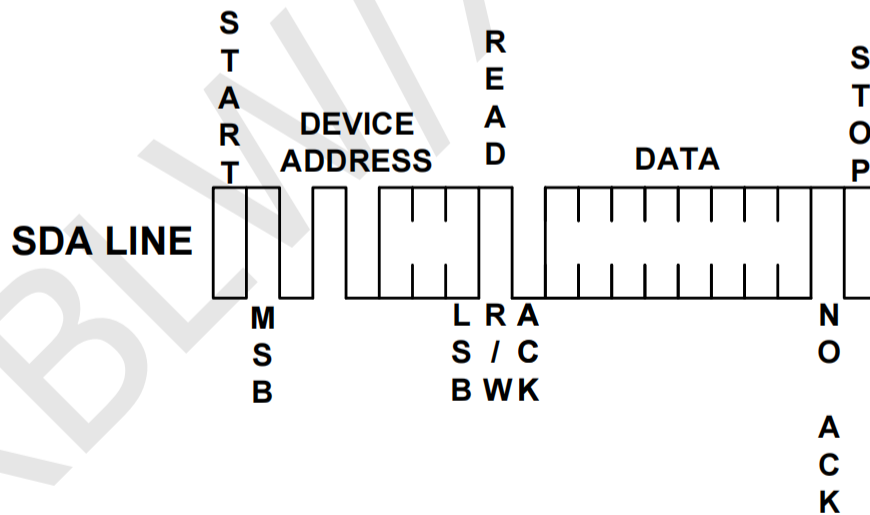 START
READ
STOP
DEVICE
ADDRESS
DATA
SDA LINE
MSB
LSB
R/W
ACK
NO ACK